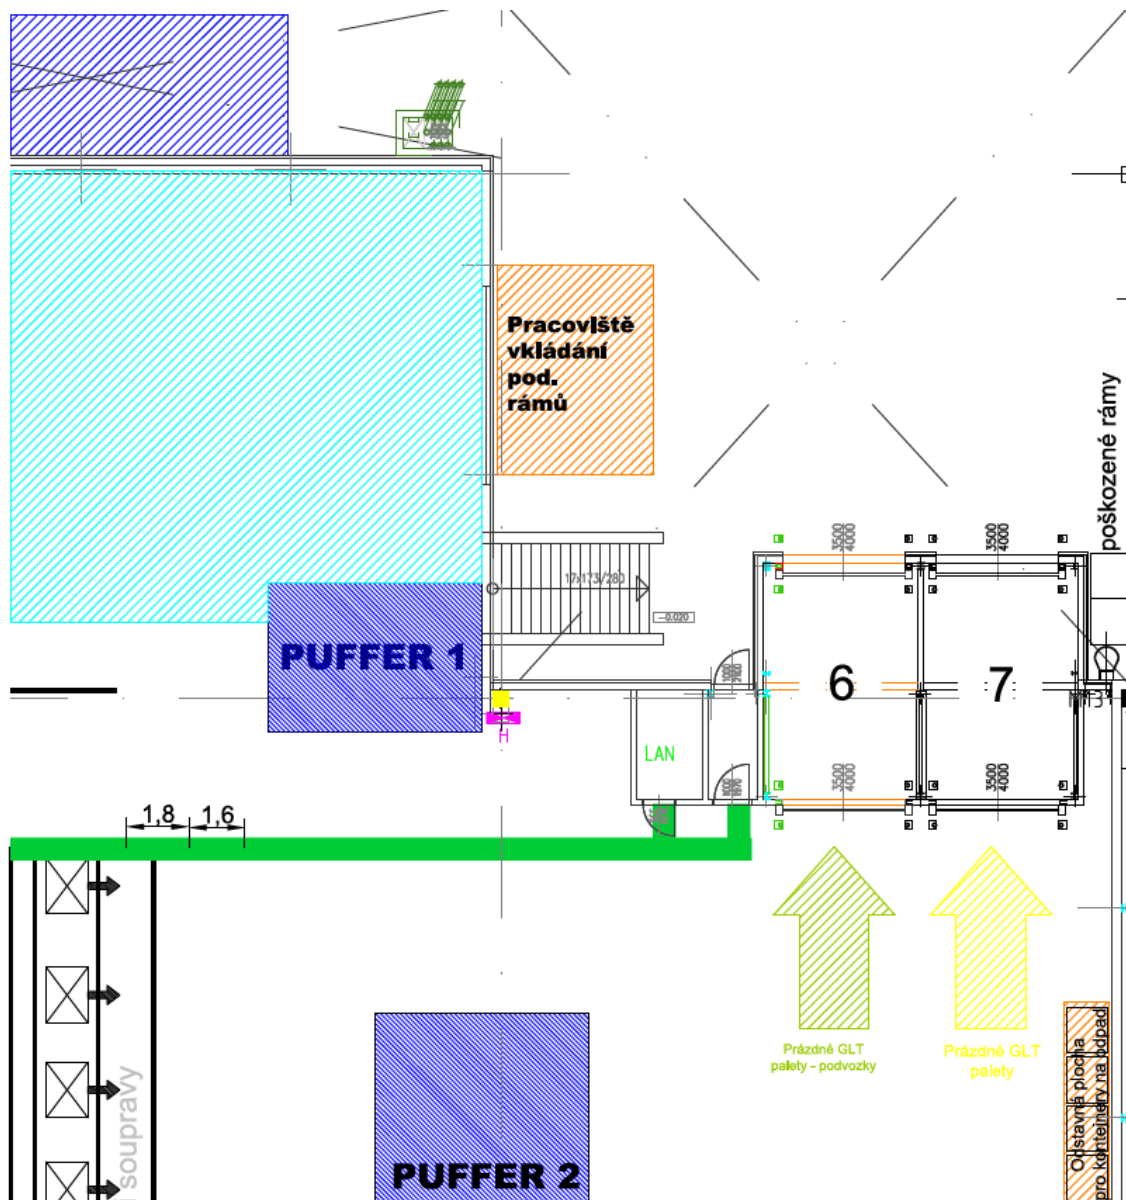 Pracoviště
vkládání
pod.
rámů
poškozené rámy
3500
4000
3500
4000
17x173/280
-0.020
PUFFER 1
1000
2100
6
7
H
LAN
3500
4000
3500
4000
1,8
1,6
Prázdné GLT
palety - podvozky
Prázdné GLT
palety
Odstavná plocha
pro kontejnery na odpad
soupravy
PUFFER 2